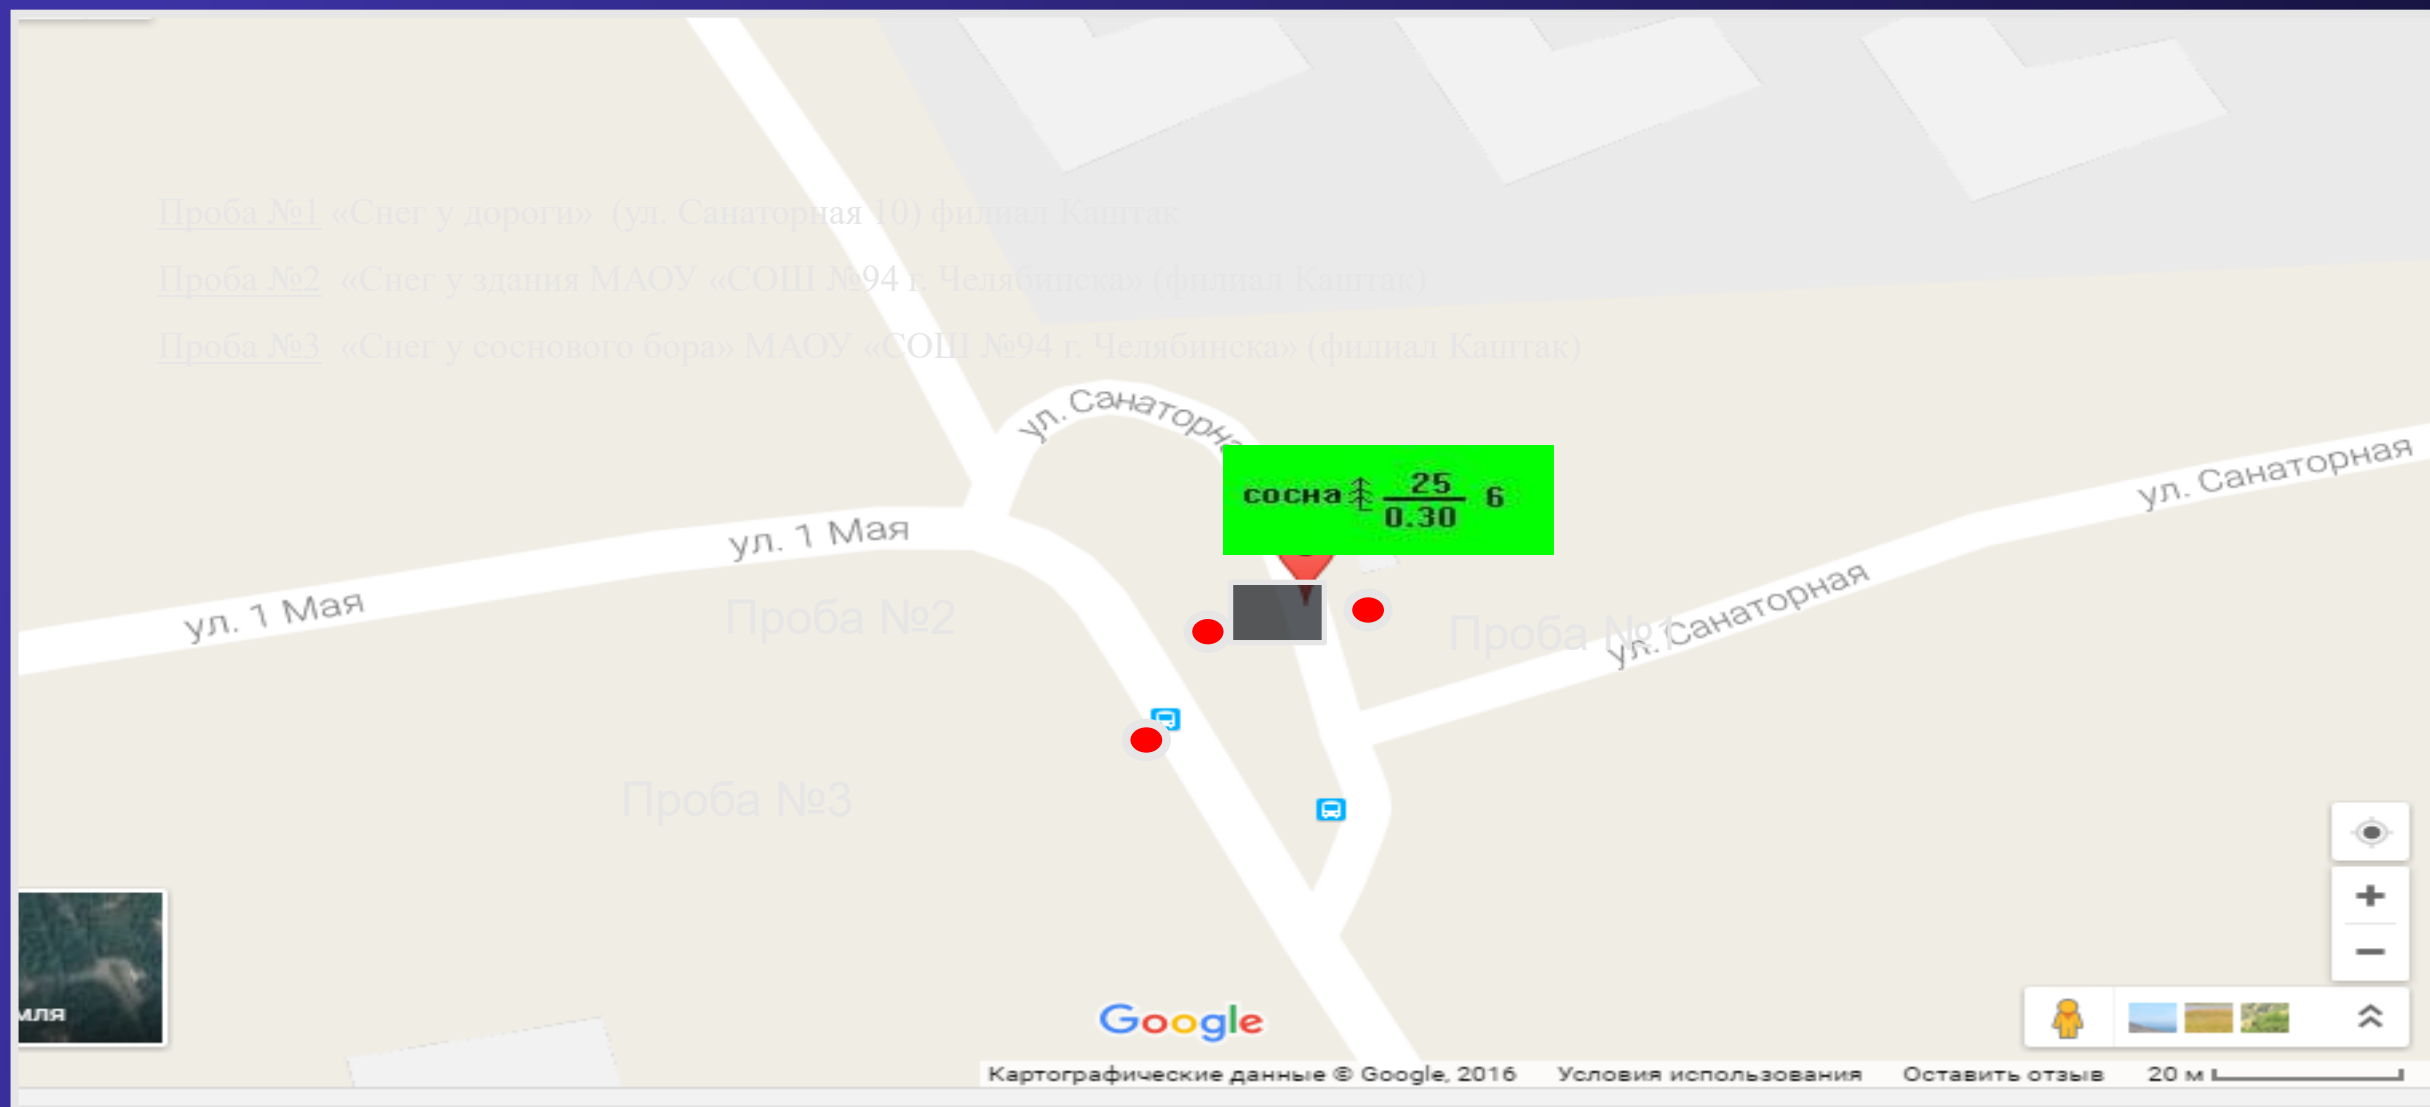 Проба №1 «Снег у дороги» (ул. Санаторная 10) филиал Каштак
Проба №2 «Снег у здания МАОУ «СОШ №94 г. Челябинска» (филиал Каштак)
Проба №3 «Снег у соснового бора» МАОУ «СОШ №94 г. Челябинска» (филиал Каштак)
ул. Санаторна
ул. Санаторная
сосна 25 6
0.30
ул. 1 Мая
ул. Санаторная
ул. 1 Мая
Проба №2
Проба №1
Проба №3
мля
Google
Картографические данные © Google, 2016 Условия использования Оставить отзыв 20 м